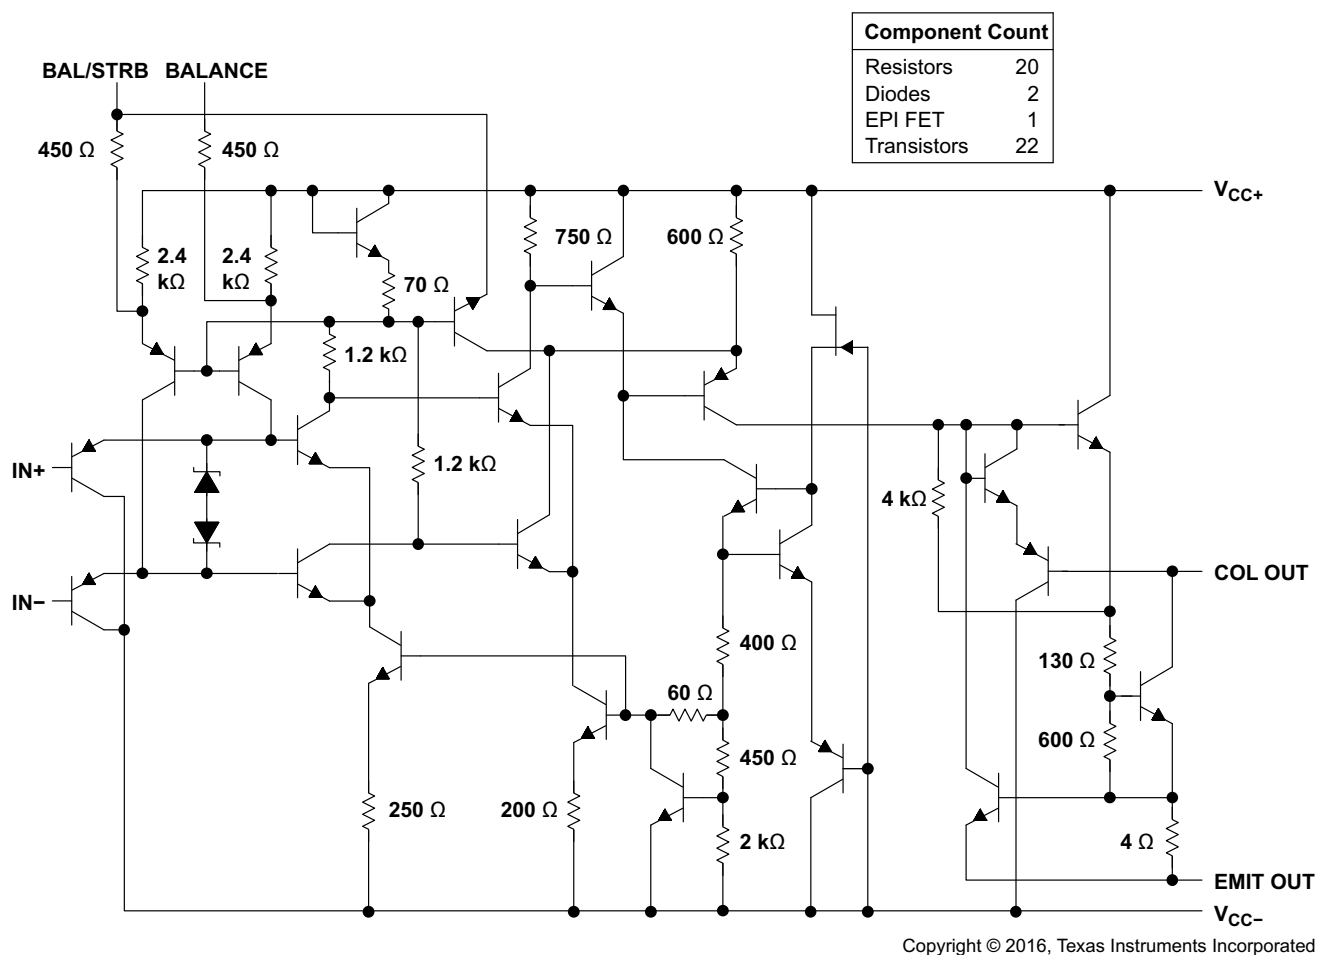 Component Count
Resistors 20
Diodes 2
EPI FET 1
Transistors 22
BAL/STRB BALANCE
450 Ω 450 Ω
VCC+
2.4 kΩ
2.4 kΩ
70 Ω
750 Ω
600 Ω
1.2 kΩ
IN+
1.2 kΩ
4 kΩ
COL OUT
IN−
400 Ω
130 Ω
60 Ω
600 Ω
450 Ω
250 Ω
200 Ω
2 kΩ
4 Ω
EMIT OUT
VCC−
Copyright © 2016, Texas Instruments Incorporated